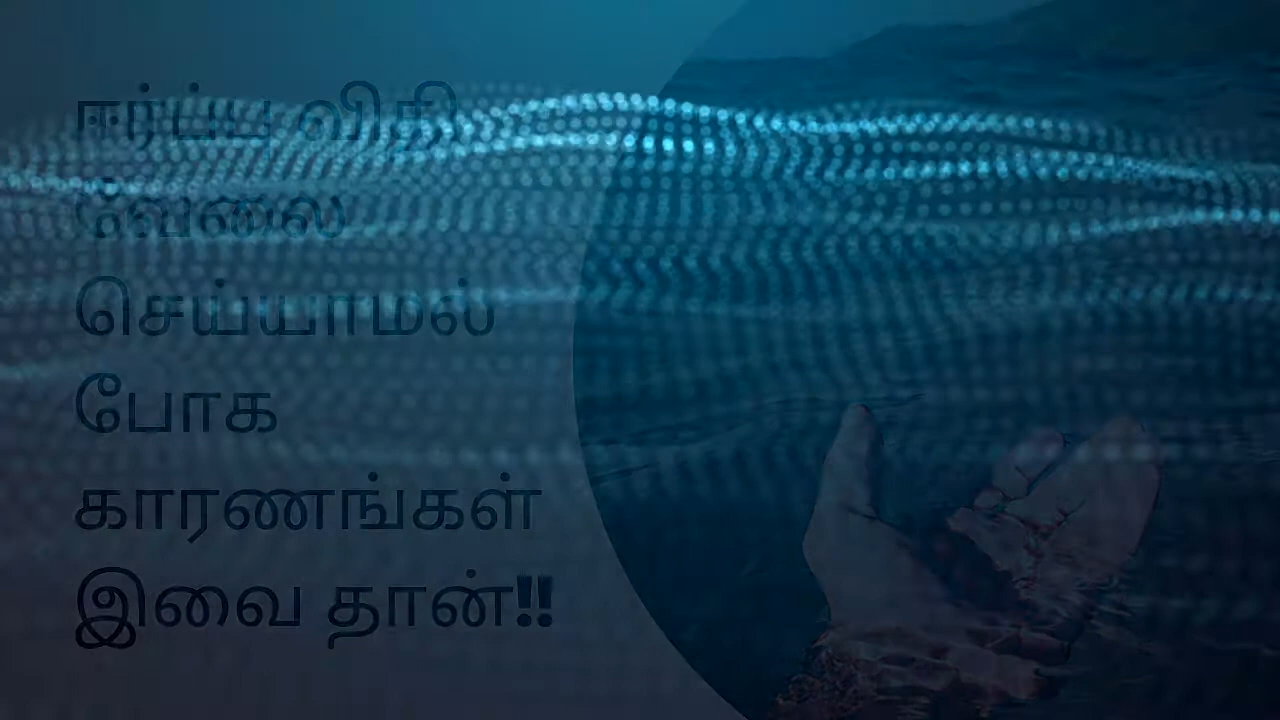 ஈர்ப்பு விதி
வேலை
செய்யாமல்
போக
காரணங்கள்
இவை தான்!!